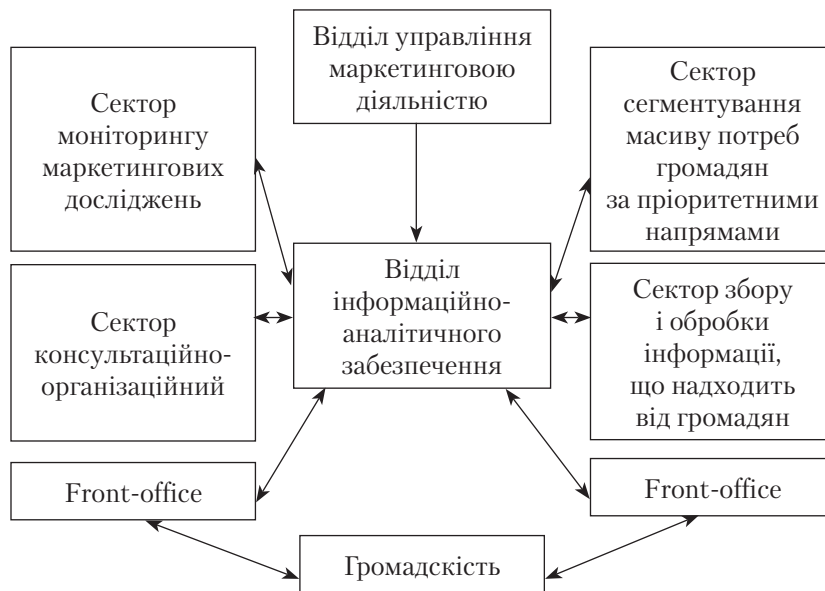 Відділ управління
маркетинговою
діяльністю
Сектор
моніторингу
маркетингових
досліджень
Сектор
сегментування
масиву потреб
громадян
за пріоритетними
напрямами
Відділ
інформаційно-
аналітичного
забезпечення
Сектор
консультаційно-
організаційний
Сектор збору
і обробки
інформації,
що надходить
від громадян
Front-office
Front-office
Громадскість